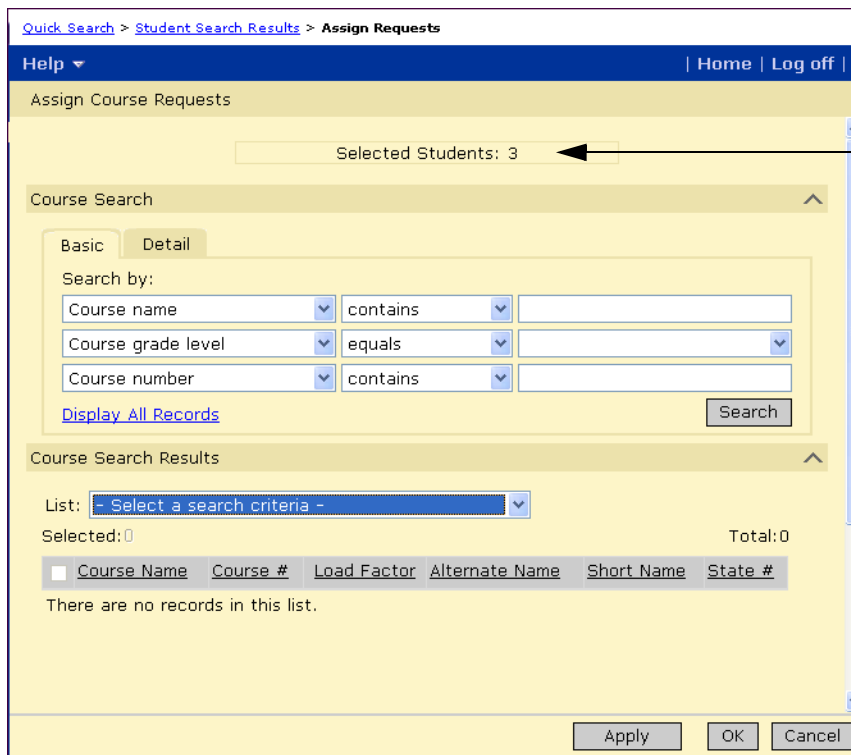 Quick Search > Student Search Results > Assign Requests
Help | Home | Log off |
Assign Course Requests
Selected Students: 3
Course Search
Basic Detail
Search by:
Course name contains
Course grade level equals
Course number contains
Display All Records Search
Course Search Results
List: - Select a search criteria -
Selected:0 Total:0
Course Name Course # Load Factor Alternate Name Short Name State #
There are no records in this list.
Apply OK Cancel